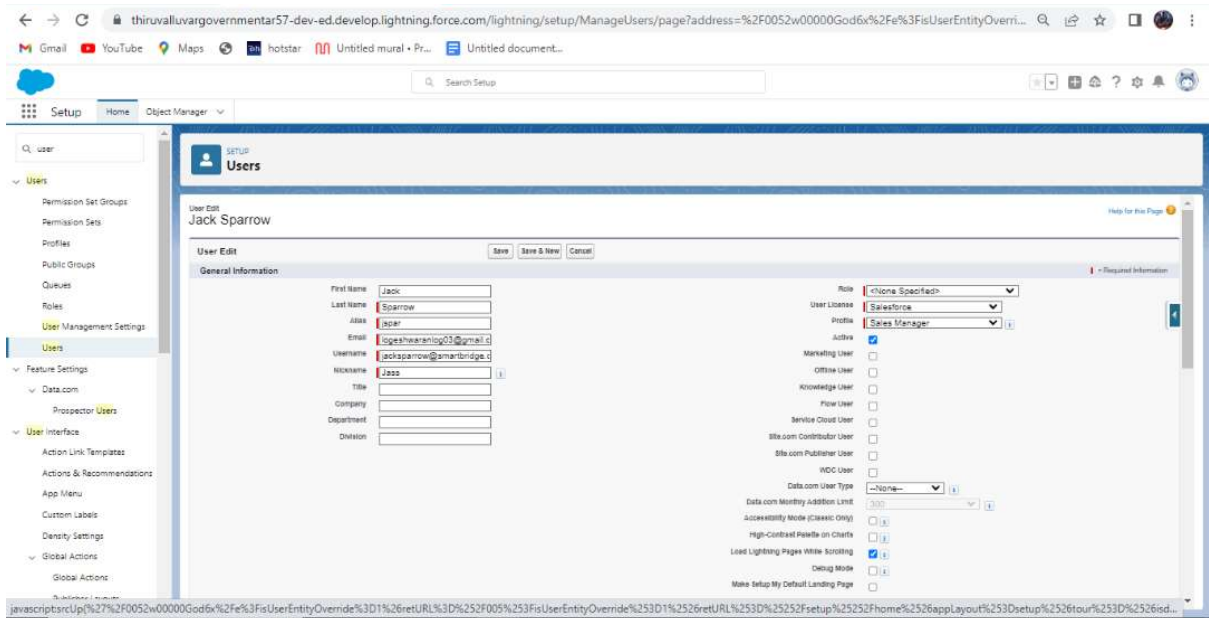 thiruvalluvargovernmentar57-dev-ed.develop.lightning.force.com/lightning/setup/ManageUsers/page?address=%2F0052w00000God6x%2Fe%3FisUserEntityOverri...
Gmail YouTube Maps hotstar Untitled mural • Pr... Untitled document...
Search Setup
Setup Home Object Manager
user
Users
Permission Set Groups
Permission Sets
Profiles
Public Groups
Queues
Roles
User Management Settings
Users
Feature Settings
Data.com
Prospector Users
User Interface
Action Link Templates
Actions & Recommendations
App Menu
Custom Labels
Density Settings
Global Actions
Global Actions
Publisher Layouts
SETUP
Users
User Edit
Jack Sparrow
Help for this Page
User Edit Save Save & New Cancel
General Information = Required Information
First Name Jack
Last Name Sparrow
Alias jspar
Email logeshwaranlog03@gmail.c
Username jacksparrow@smartbridge.c
Nickname Jass
Title
Company
Department
Division
Role <None Specified>
User License Salesforce
Profile Sales Manager
Active
Marketing User
Offline User
Knowledge User
Flow User
Service Cloud User
Site.com Contributor User
Site.com Publisher User
WDC User
Data.com User Type --None--
Data.com Monthly Addition Limit 300
Accessibility Mode (Classic Only)
High-Contrast Palette on Charts
Load Lightning Pages While Scrolling
Debug Mode
Make Setup My Default Landing Page
javascript:srcUp(%27%2F0052w00000God6x%2Fe%3FisUserEntityOverride%3D1%26retURL%3D%252F005%253FisUserEntityOverride%253D1%2526retURL%253D%25252Fsetup%25252Fhome%2526appLayout%253Dsetup%2526tour%253D%2526isd...